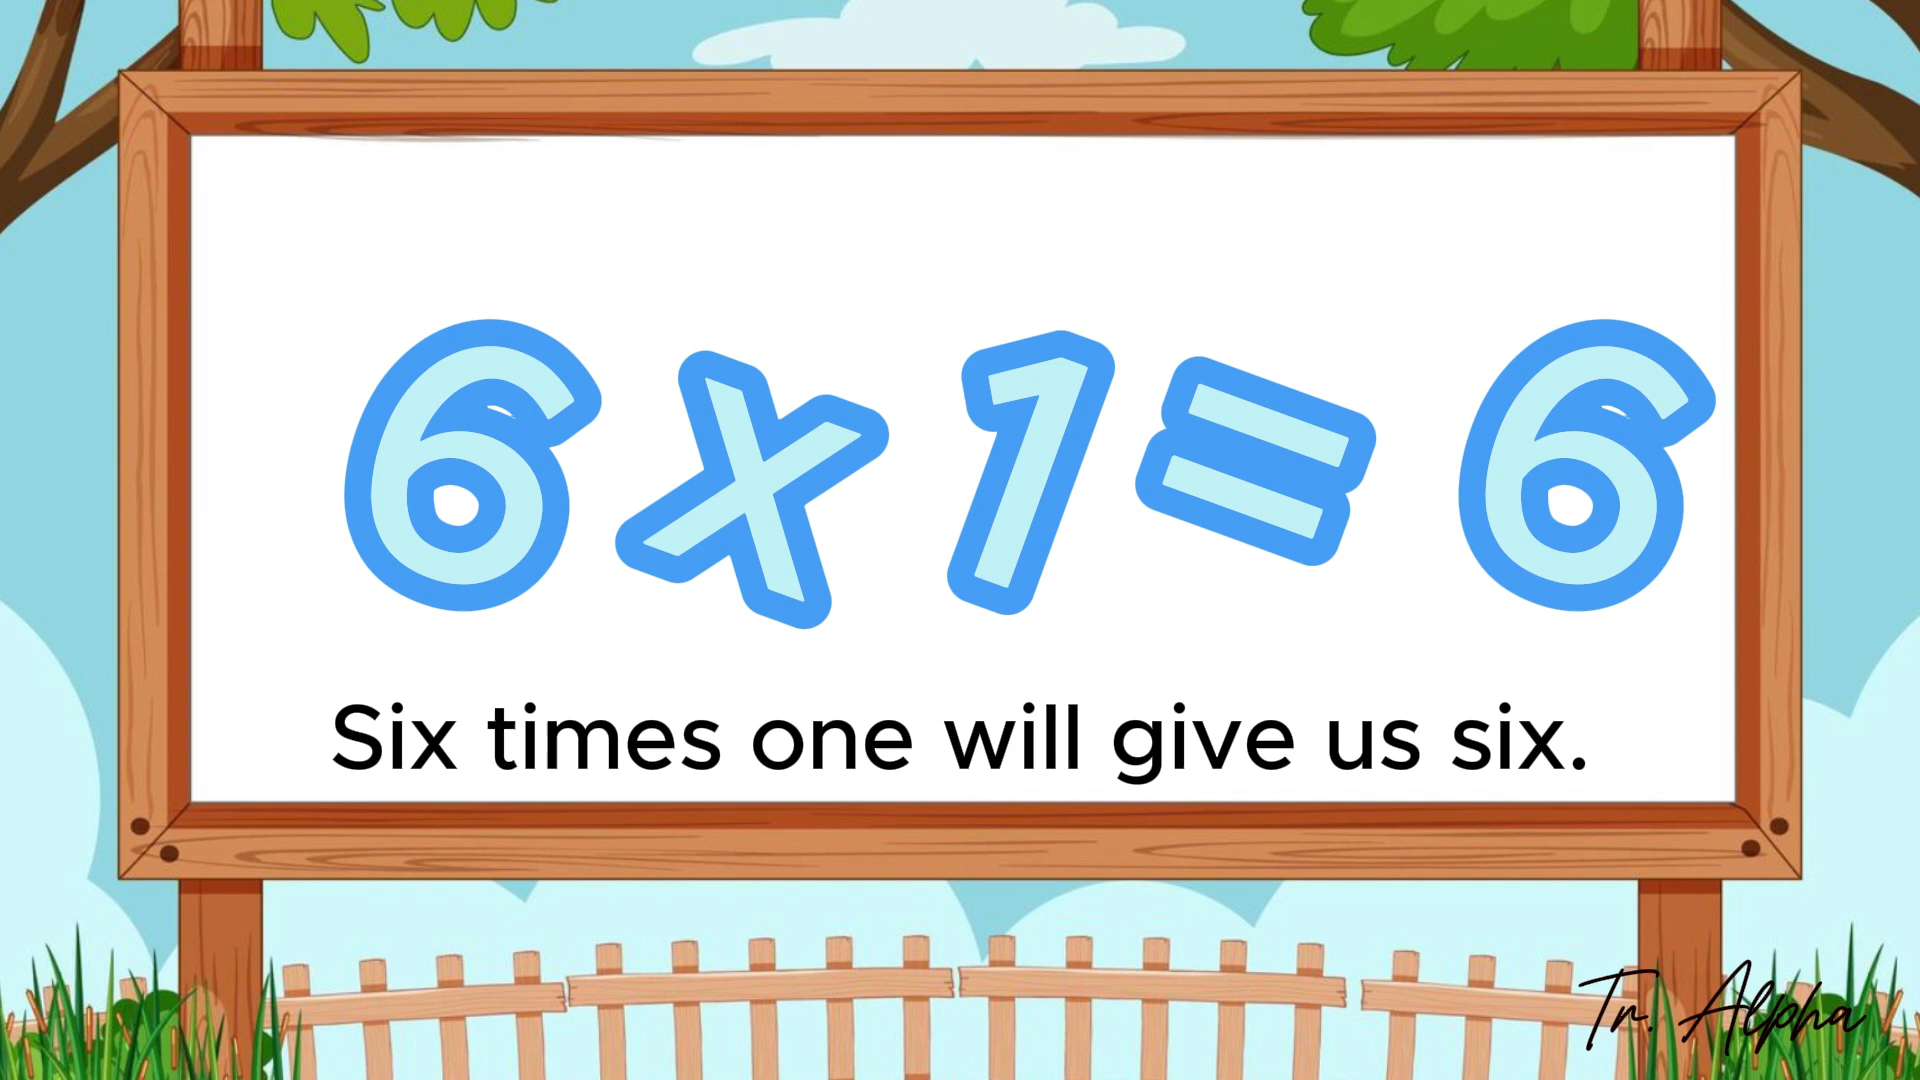 6 x 1 = 6
Six times one will give us six.
Tr. Alpha